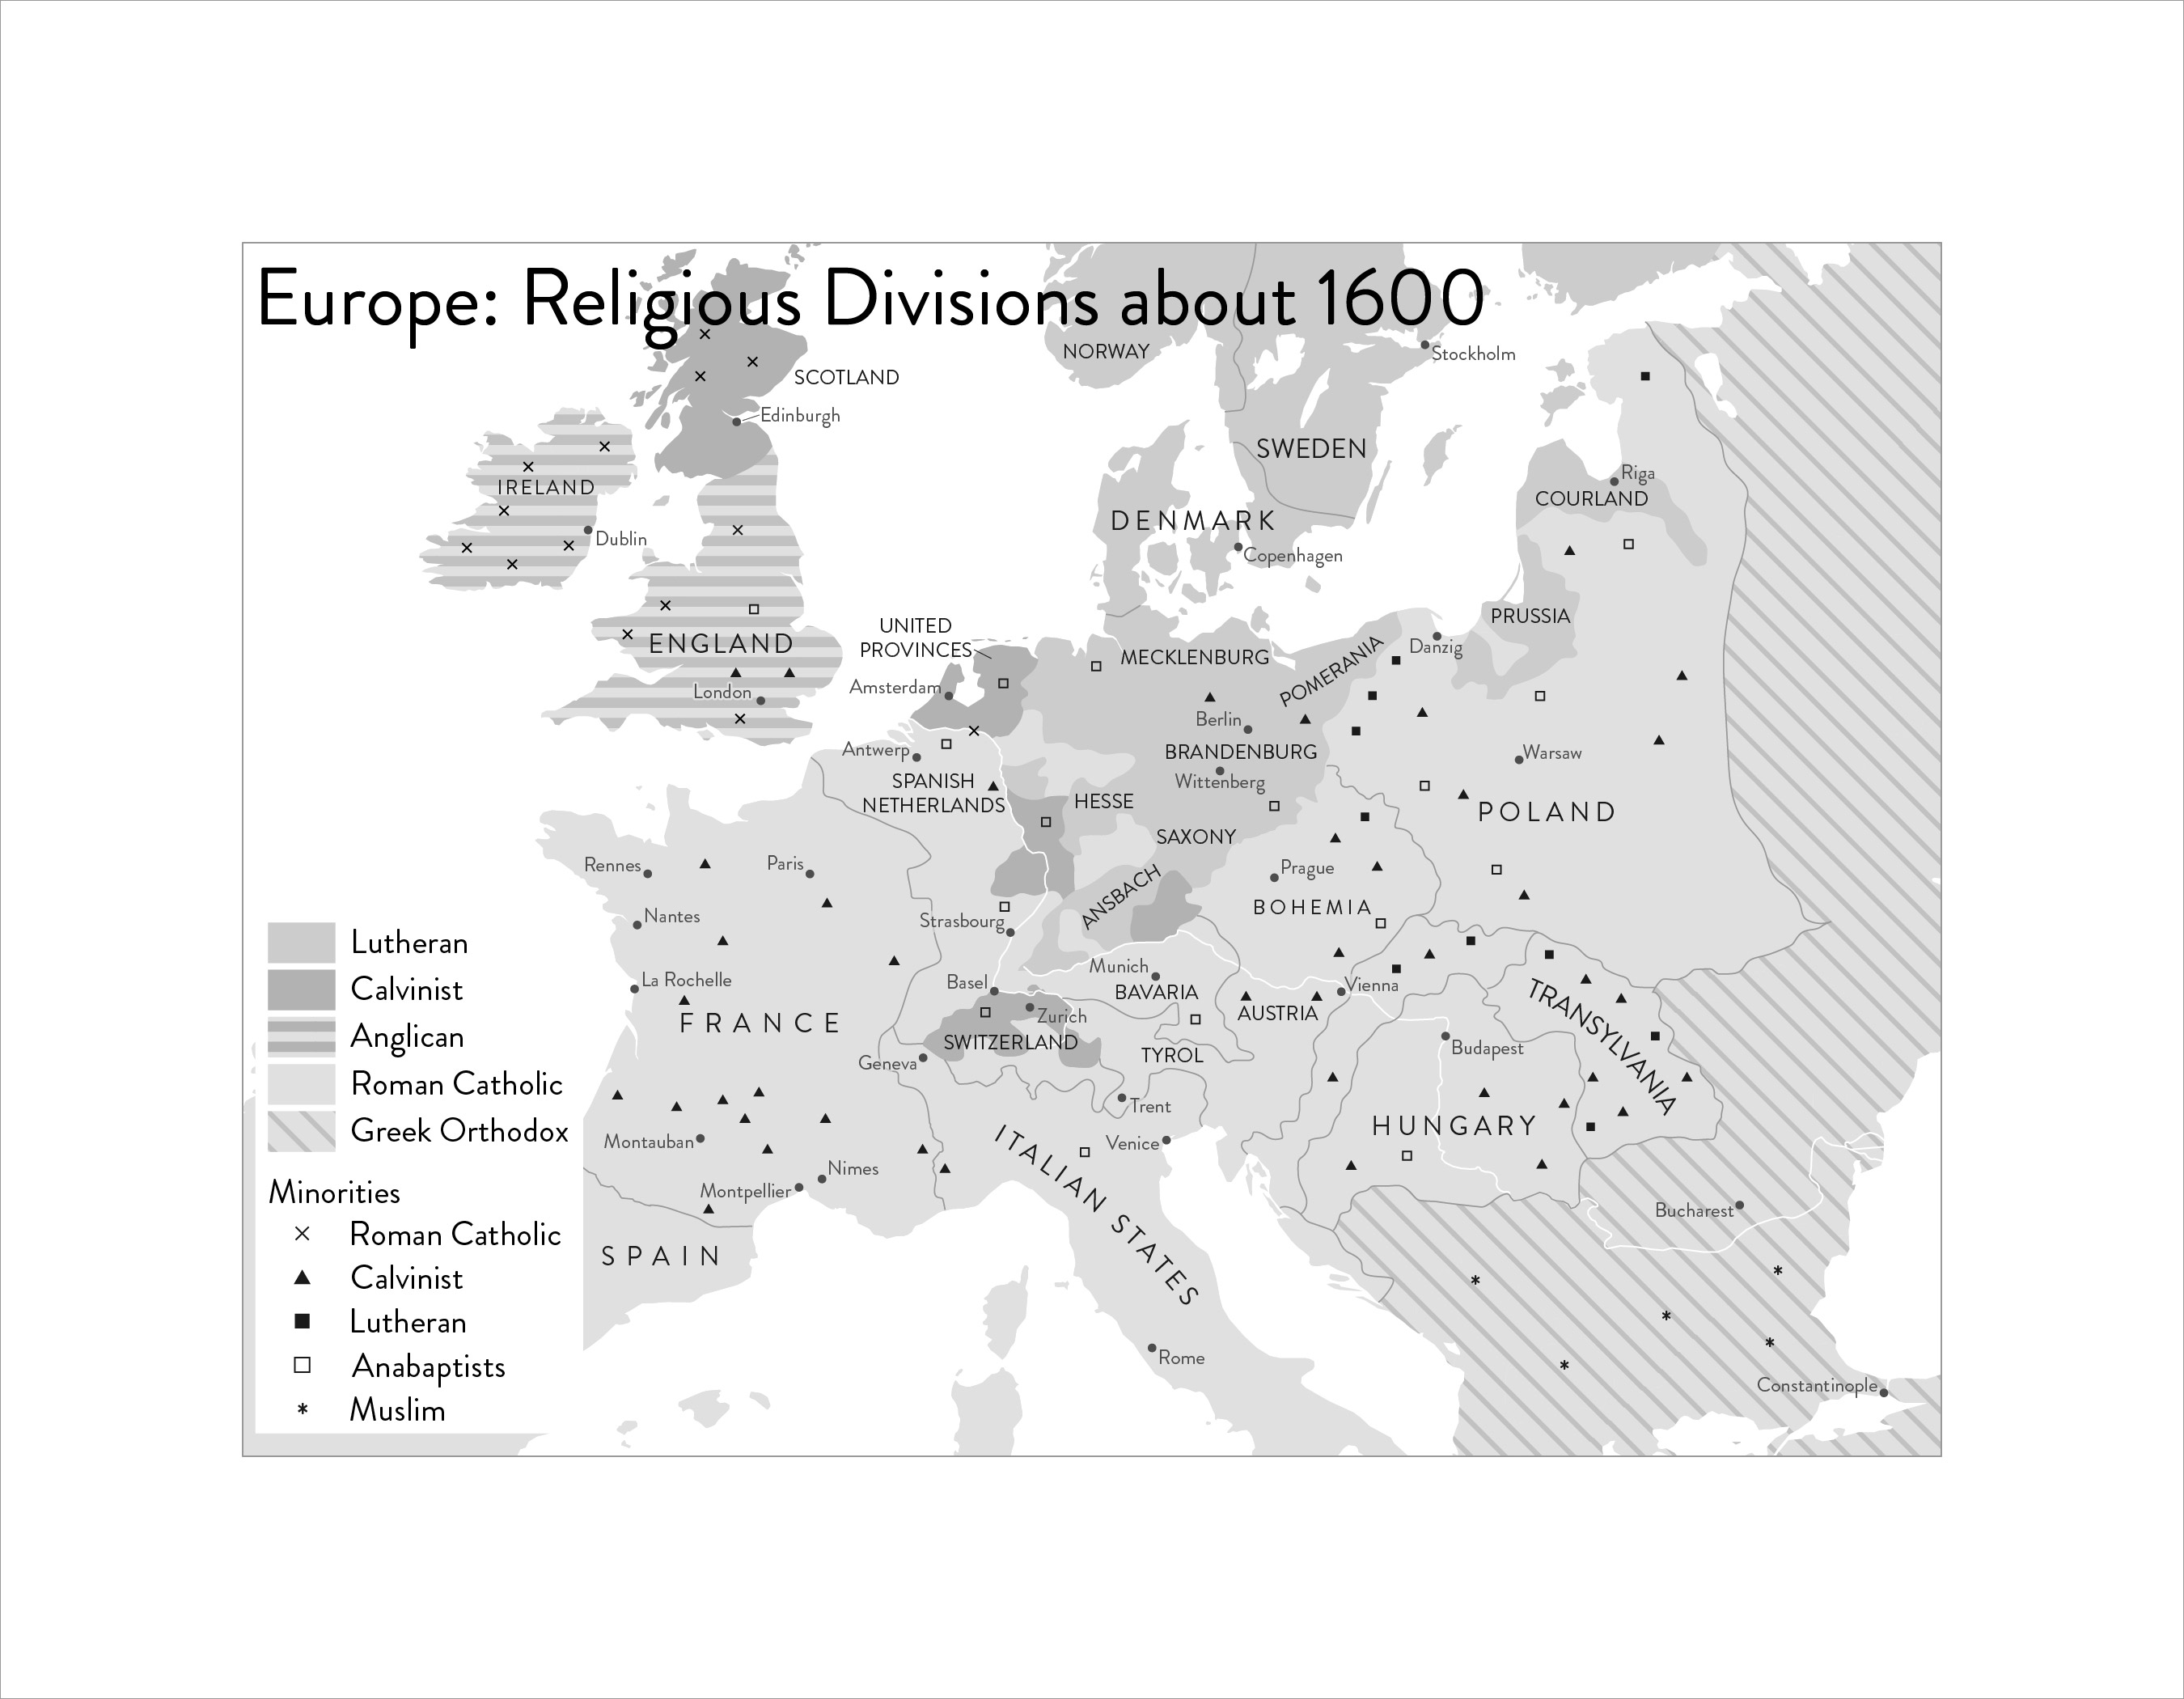 Europe: Religious Divisions about 1600
NORWAY
Stockholm
SCOTLAND
Edinburgh
SWEDEN
IRELAND
Riga
COURLAND
DENMARK
Dublin
Copenhagen
PRUSSIA
UNITED
PROVINCES
ENGLAND
MECKLENBURG
POMERANIA
Danzig
Amsterdam
London
Berlin
Antwerp
BRANDENBURG
Warsaw
SPANISH
NETHERLANDS
Wittenberg
HESSE
POLAND
SAXONY
Rennes
Paris
Prague
ANSBACH
BOHEMIA
Nantes
Strasbourg
Lutheran
Munich
La Rochelle
Basel
Vienna
BAVARIA
TRANSYLVANIA
Calvinist
AUSTRIA
Zurich
FRANCE
Anglican
SWITZERLAND
Budapest
TYROL
Geneva
Roman Catholic
Trent
HUNGARY
Greek Orthodox
Montauban
Venice
ITALIAN STATES
Nimes
Minorities
Montpellier
Bucharest
Roman Catholic
SPAIN
Calvinist
Lutheran
Rome
Anabaptists
Constantinople
Muslim